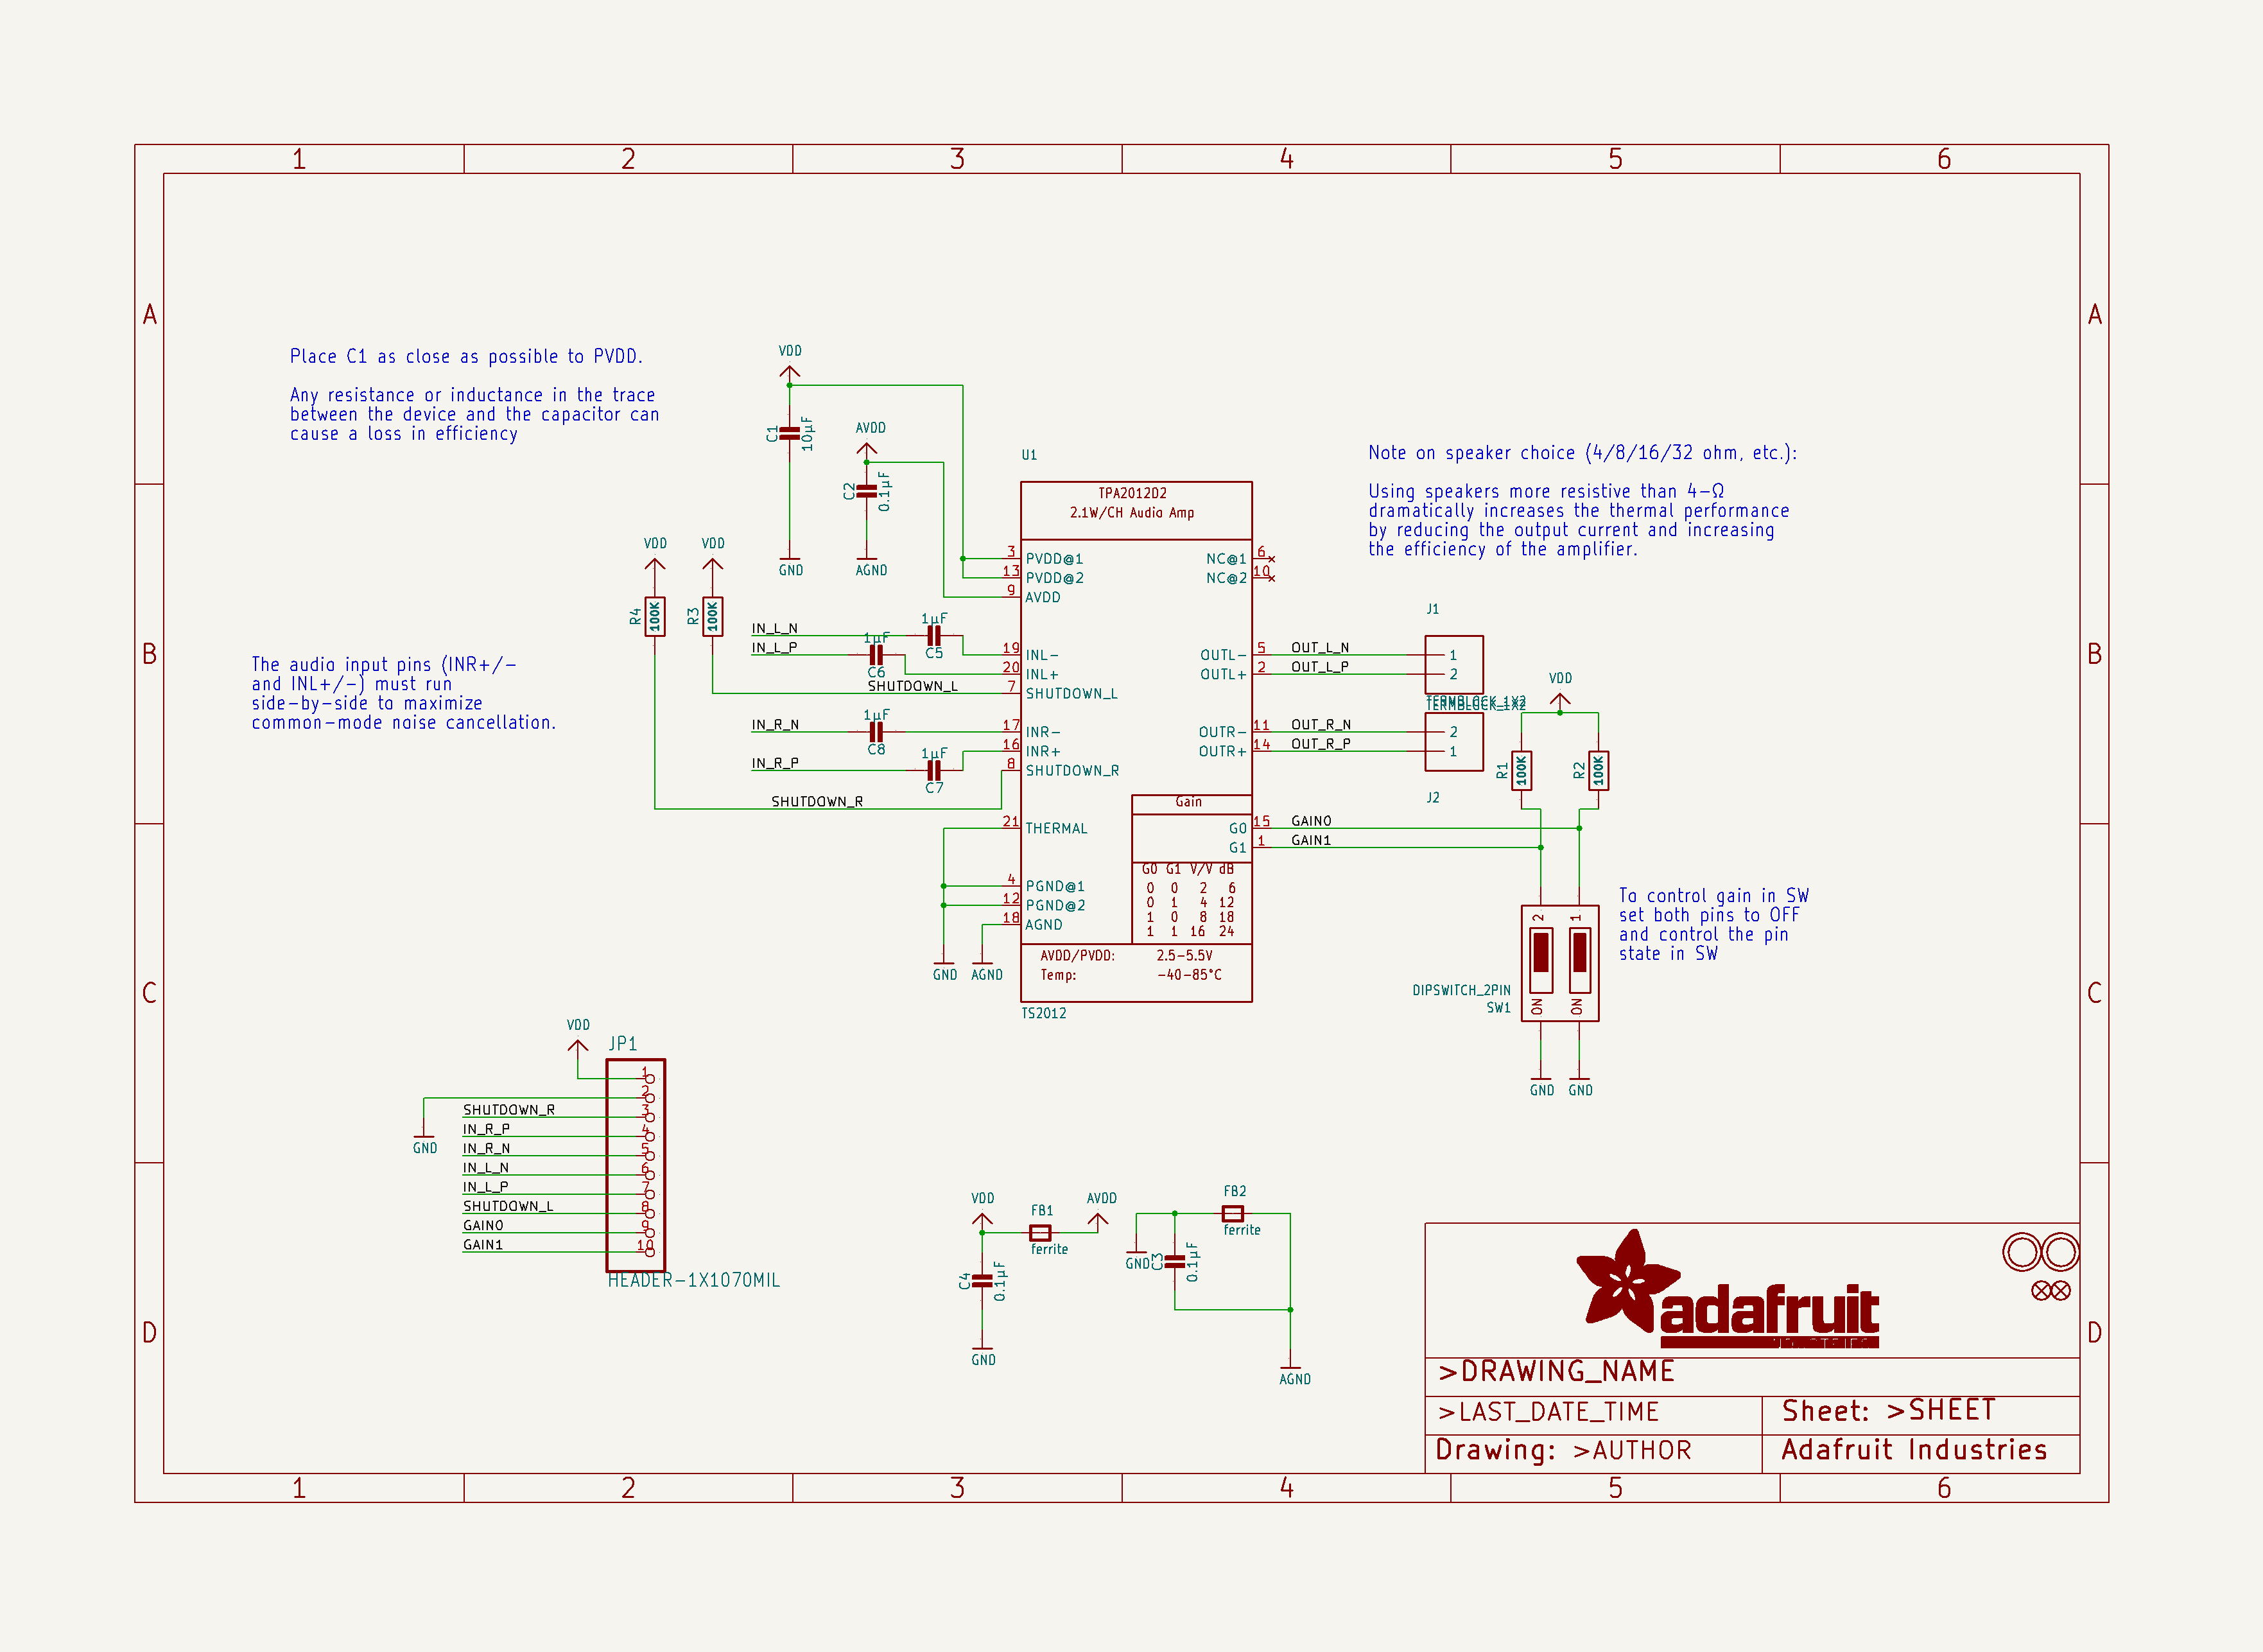 1 2 3 4 5 6
A A
B B
C C
D D
Place C1 as close as possible to PVDD.
Any resistance or inductance in the trace
between the device and the capacitor can
cause a loss in efficiency
VDD
C1
10µF
GND
AVDD
C2
0.1µF
AGND
Note on speaker choice (4/8/16/32 ohm, etc.):
Using speakers more resistive than 4-Ω
dramatically increases the thermal performance
by reducing the output current and increasing
the efficiency of the amplifier.
VDD
R4
100K
VDD
R3
100K
The audio input pins (INR+/-
and INL+/-) must run
side-by-side to maximize
common-mode noise cancellation.
IN_L_N
1µF
C5
IN_L_P
1µF
C6
SHUTDOWN_L
IN_R_N
1µF
C8
IN_R_P
1µF
C7
SHUTDOWN_R
U1
TPA2012D2
2.1W/CH Audio Amp
3 PVDD@1
13 PVDD@2
9 AVDD
19 INL-
20 INL+
7 SHUTDOWN_L
17 INR-
16 INR+
8 SHUTDOWN_R
21 THERMAL
4 PGND@1
12 PGND@2
18 AGND
NC@1 6
NC@2 10
OUTL- 5 OUT_L_N
OUTL+ 2 OUT_L_P
OUTR- 11 OUT_R_N
OUTR+ 14 OUT_R_P
Gain
G0 15 GAIN0
G1 1 GAIN1
G0 G1 V/V dB
0 0 2 6
0 1 4 12
1 0 8 18
1 1 16 24
AVDD/PVDD: 2.5-5.5V
Temp: -40-85°C
TS2012
GND
AGND
J1
1
2
TERMBLOCK_1X2
TERMBLOCK_1X2
2
1
J2
VDD
R1
100K
R2
100K
2 1
ON ON
DIPSWITCH_2PIN
SW1
GND GND
To control gain in SW
set both pins to OFF
and control the pin
state in SW
VDD
JP1
GND
1
2
SHUTDOWN_R 3
IN_R_P 4
IN_R_N 5
IN_L_N 6
IN_L_P 7
SHUTDOWN_L 8
GAIN0 9
GAIN1 10
HEADER-1X1070MIL
VDD
FB1
ferrite
AVDD
C4
0.1µF
GND
FB2
ferrite
GND
C3
0.1µF
AGND
adafruit
>DRAWING_NAME
>LAST_DATE_TIME
Sheet: >SHEET
Drawing: >AUTHOR
Adafruit Industries
1 2 3 4 5 6